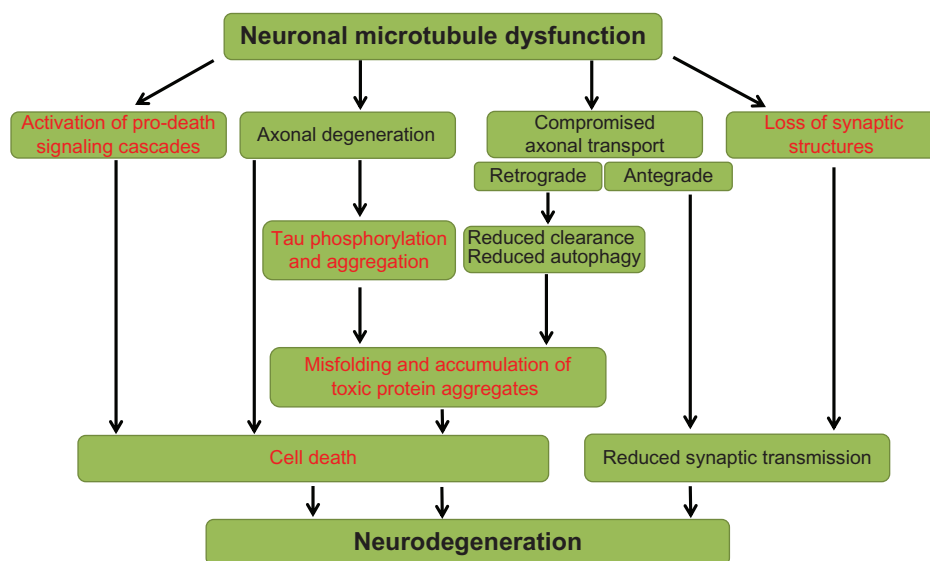 Neuronal microtubule dysfunction
Activation of pro-death
signaling cascades
Axonal degeneration
Compromised
axonal transport
Loss of synaptic
structures
Retrograde
Antegrade
Tau phosphorylation
and aggregation
Reduced clearance
Reduced autophagy
Misfolding and accumulation of
toxic protein aggregates
Cell death
Reduced synaptic transmission
Neurodegeneration